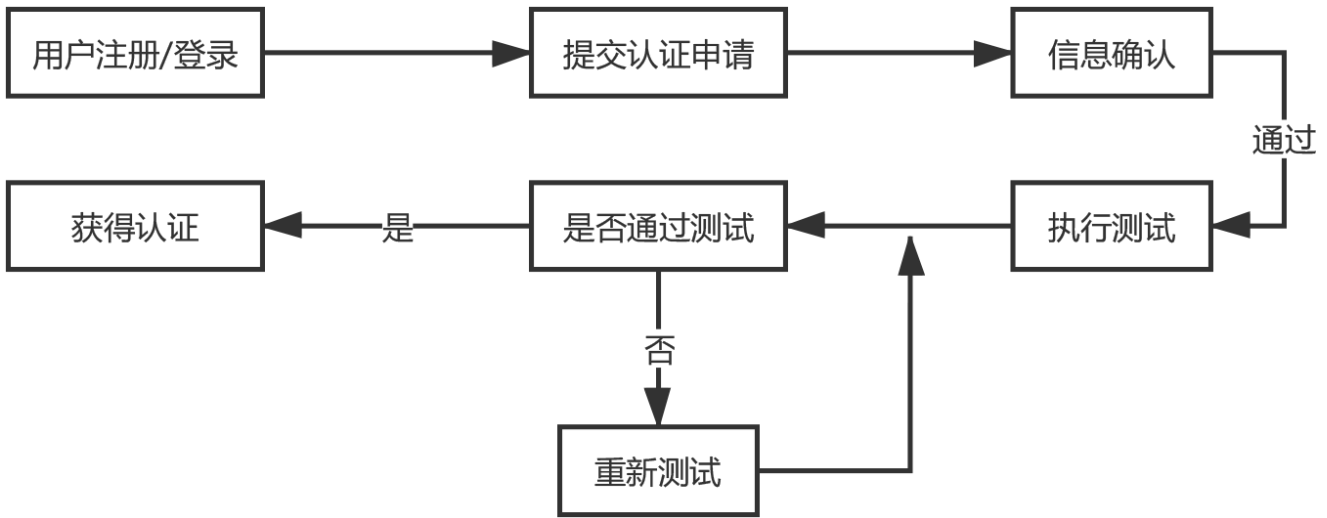 用户注册/登录
提交认证申请
信息确认
通过
执行测试
是否通过测试
是
获得认证
否
重新测试